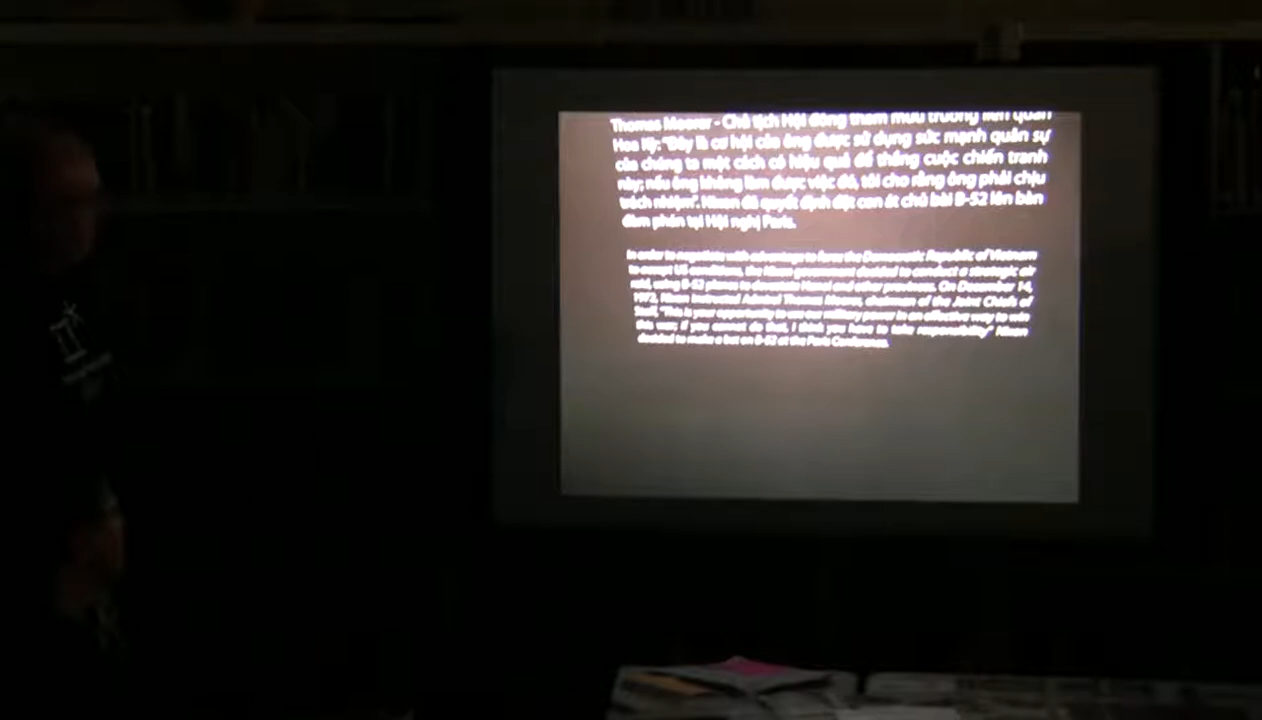 Thomas Moorer - Chủ tịch Hội đồng tham mưu trưởng liên quân
Hoa Kỳ: "Đây là cơ hội của ông được sử dụng sức mạnh quân sự
của chúng ta một cách có hiệu quả để thắng cuộc chiến tranh
này; nếu ông không làm được việc đó, tôi cho rằng ông phải chịu
trách nhiệm". Nixon đã quyết định đặt con át chủ bài B-52 lên bàn
đàm phán tại Hội nghị Paris.
In order to negotiate with advantage to force the Democratic Republic of Vietnam
to accept US conditions, the Nixon government decided to conduct a strategic air
raid, using B-52 planes to devastate Hanoi and other provinces. On December 14,
1972, Nixon instructed Admiral Thomas Moorer, chairman of the Joint Chiefs of
Staff, "This is your opportunity to use our military power in an effective way to win
this war. If you cannot do that, I think you have to take responsibility" Nixon
decided to make a bet on B-52 at the Paris Conference.